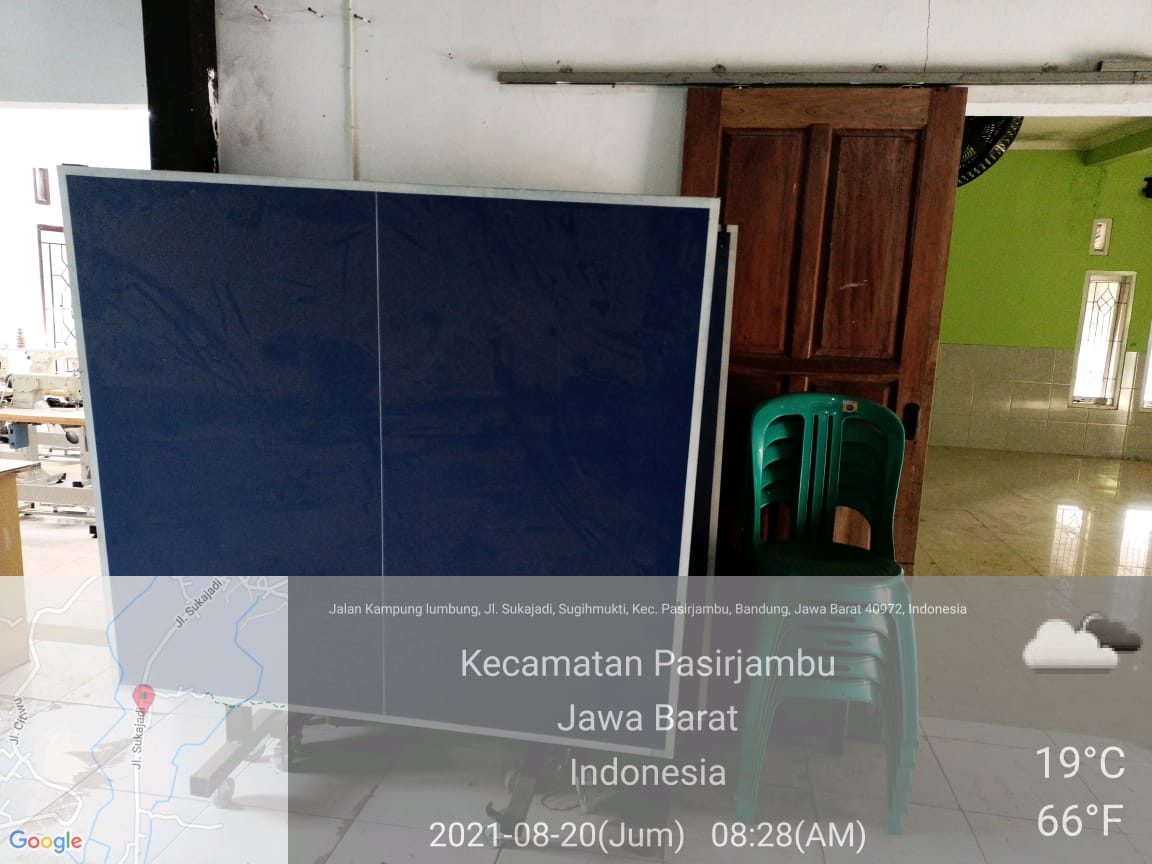 Jalan Kampung lumbung, Jl. Sukajadi, Sugihmukti, Kec. Pasirjambu, Bandung, Jawa Barat 40972, Indonesia
Kecamatan Pasirjambu
Jawa Barat
Indonesia
2021-08-20(Jum) 08:28(AM)
19°C
66°F
Jl. Sukajadi
Jl. Sukajadi
Google